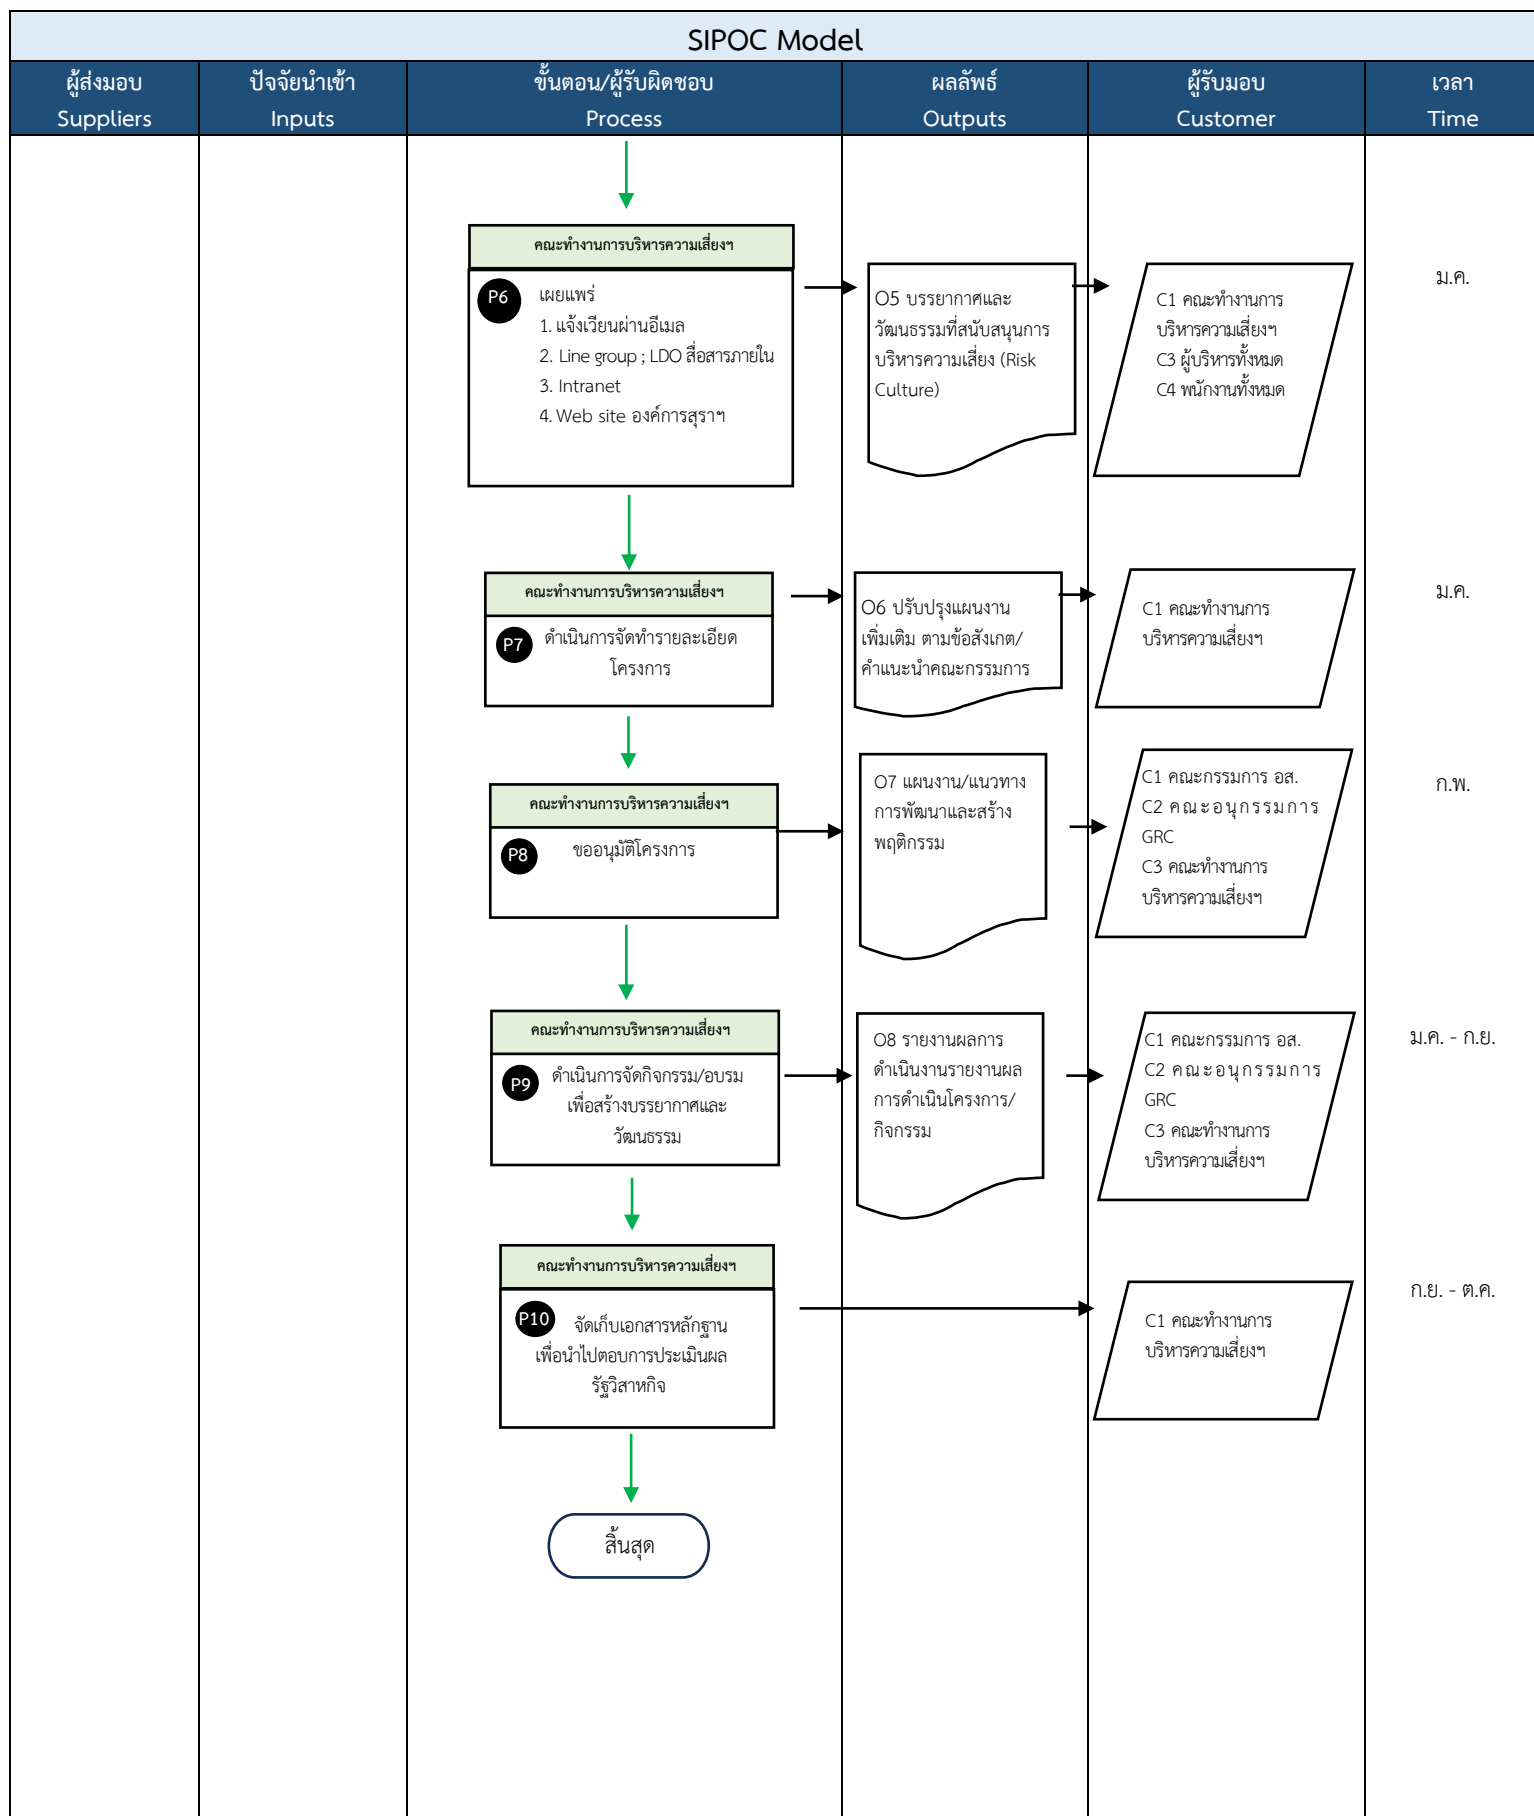 SIPOC Model
ผู้ส่งมอบ
Suppliers
ปัจจัยนำเข้า
Inputs
ขั้นตอน/ผู้รับผิดชอบ
Process
ผลลัพธ์
Outputs
ผู้รับมอบ
Customer
เวลา
Time
คณะทำงานการบริหารความเสี่ยงฯ
P6
เผยแพร่
1. แจ้งเวียนผ่านอีเมล
2. Line group ; LDO สื่อสารภายใน
3. Intranet
4. Web site องค์การสุราฯ
O5 บรรยากาศและ
วัฒนธรรมที่สนับสนุนการ
บริหารความเสี่ยง (Risk
Culture)
C1 คณะทำงานการ
บริหารความเสี่ยงฯ
C3 ผู้บริหารทั้งหมด
C4 พนักงานทั้งหมด
ม.ค.
คณะทำงานการบริหารความเสี่ยงฯ
P7
ดำเนินการจัดทำรายละเอียด
โครงการ
O6 ปรับปรุงแผนงาน
เพิ่มเติม ตามข้อสังเกต/
คำแนะนำคณะกรรมการ
C1 คณะทำงานการ
บริหารความเสี่ยงฯ
ม.ค.
คณะทำงานการบริหารความเสี่ยงฯ
P8
ขออนุมัติโครงการ
O7 แผนงาน/แนวทาง
การพัฒนาและสร้าง
พฤติกรรม
C1 คณะกรรมการ อส.
C2 คณะอนุกรรมการ
GRC
C3 คณะทำงานการ
บริหารความเสี่ยงฯ
ก.พ.
คณะทำงานการบริหารความเสี่ยงฯ
P9
ดำเนินการจัดกิจกรรม/อบรม
เพื่อสร้างบรรยากาศและ
วัฒนธรรม
O8 รายงานผลการ
ดำเนินงานรายงานผล
การดำเนินโครงการ/
กิจกรรม
C1 คณะกรรมการ อส.
C2 คณะอนุกรรมการ
GRC
C3 คณะทำงานการ
บริหารความเสี่ยงฯ
ม.ค. - ก.ย.
คณะทำงานการบริหารความเสี่ยงฯ
P10
จัดเก็บเอกสารหลักฐาน
เพื่อนำไปตอบการประเมินผล
รัฐวิสาหกิจ
C1 คณะทำงานการ
บริหารความเสี่ยงฯ
ก.ย. - ต.ค.
สิ้นสุด